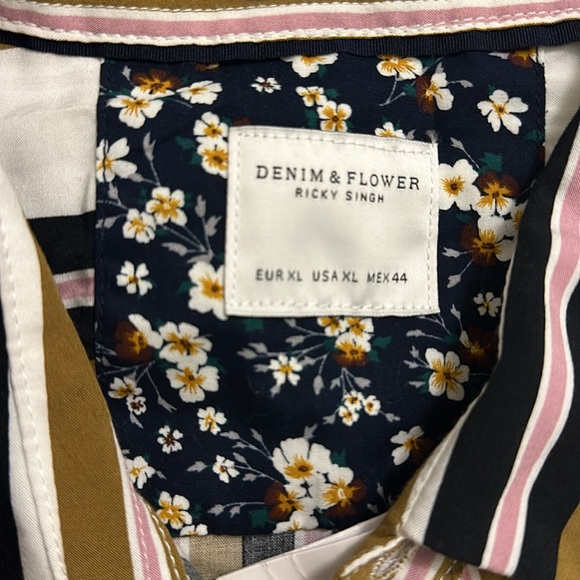 DENIM & FLOWER
RICKY SINGH
EUR XL USA XL MEX 44